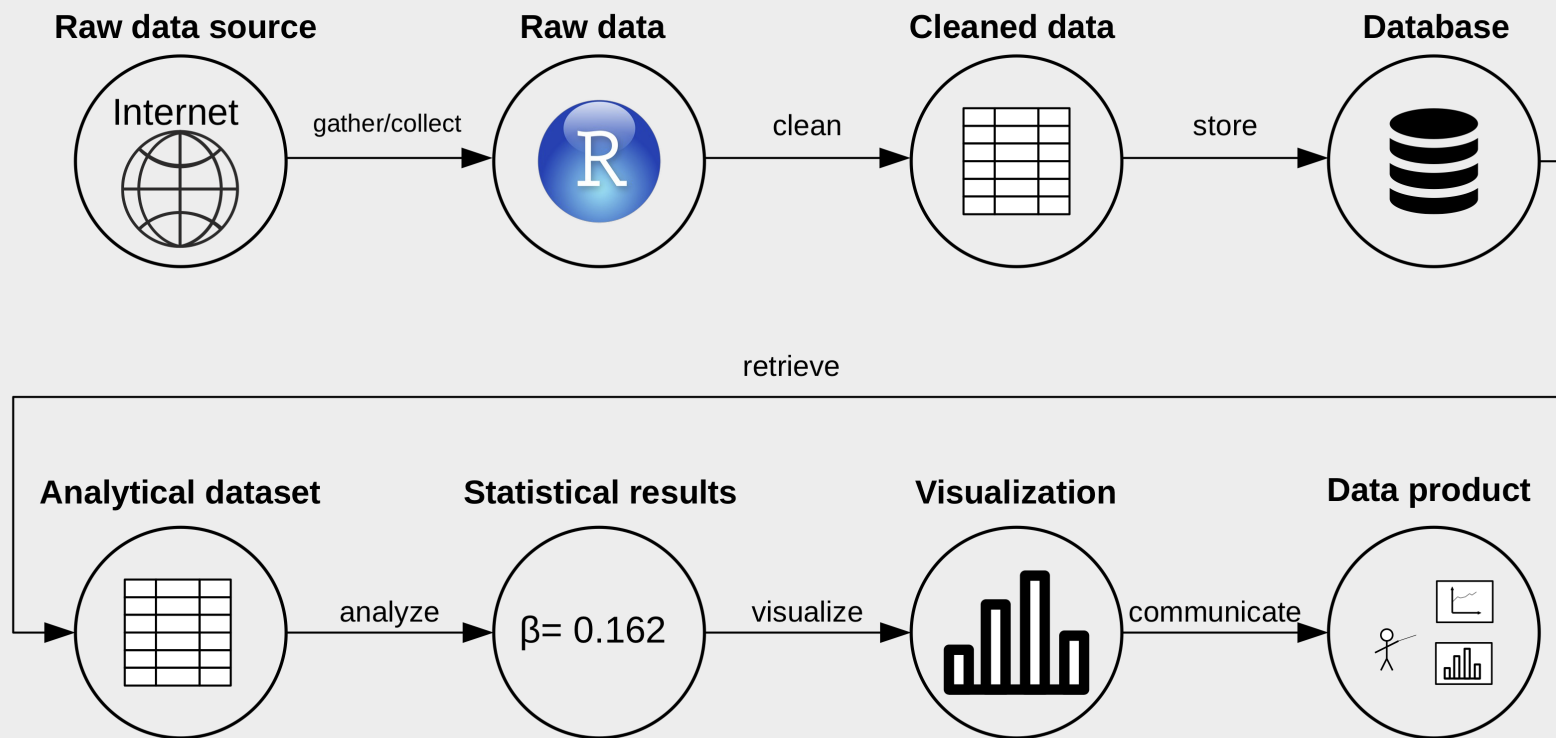 Raw data source
Raw data
Cleaned data
Database
Internet
gather/collect
R
clean
store
retrieve
Analytical dataset
Statistical results
Visualization
Data product
analyze
β= 0.162
visualize
communicate